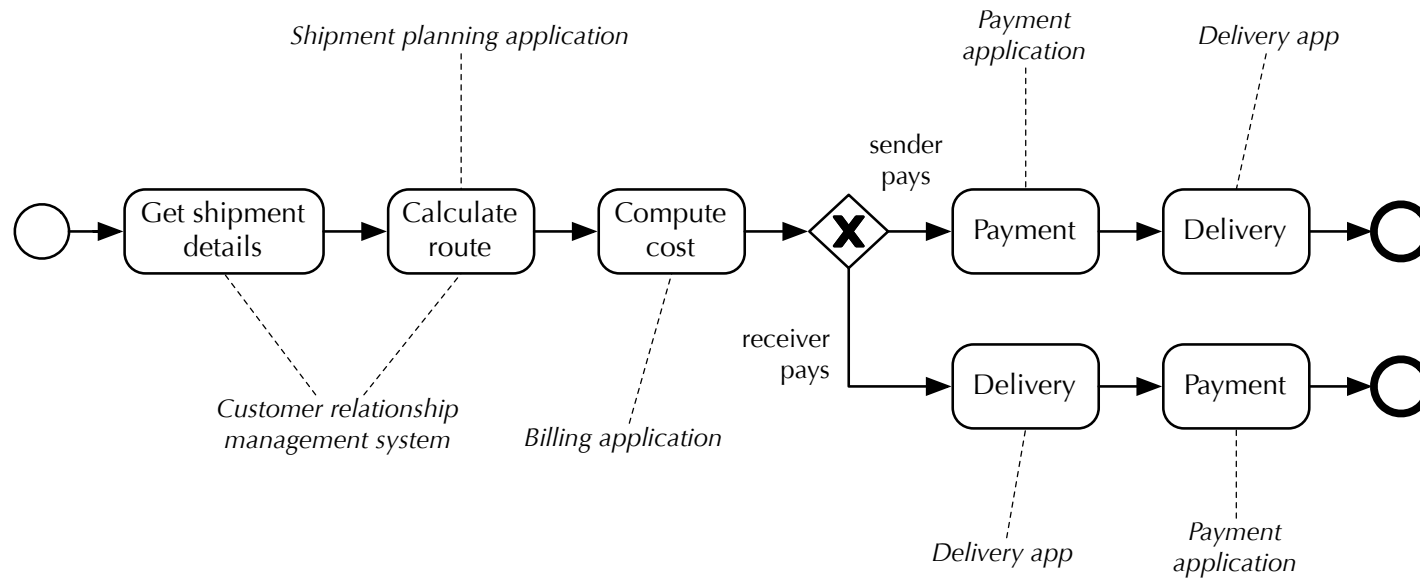 Shipment planning application
Payment
application
Delivery app
sender
pays
Get shipment
details
Calculate
route
Compute
cost
X
Payment
Delivery
receiver
pays
Delivery
Payment
Customer relationship
management system
Billing application
Delivery app
Payment
application